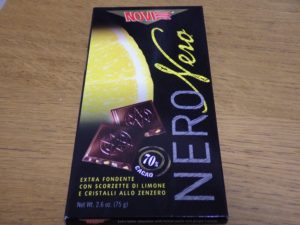 NOVI
NERO Nero
70%
CACAO
EXTRA FONDENTE
CON SCORZETTE DI LIMONE
E CRISTALLI ALLO ZENZERO
Net Wt. 2.6 oz. (75 g)